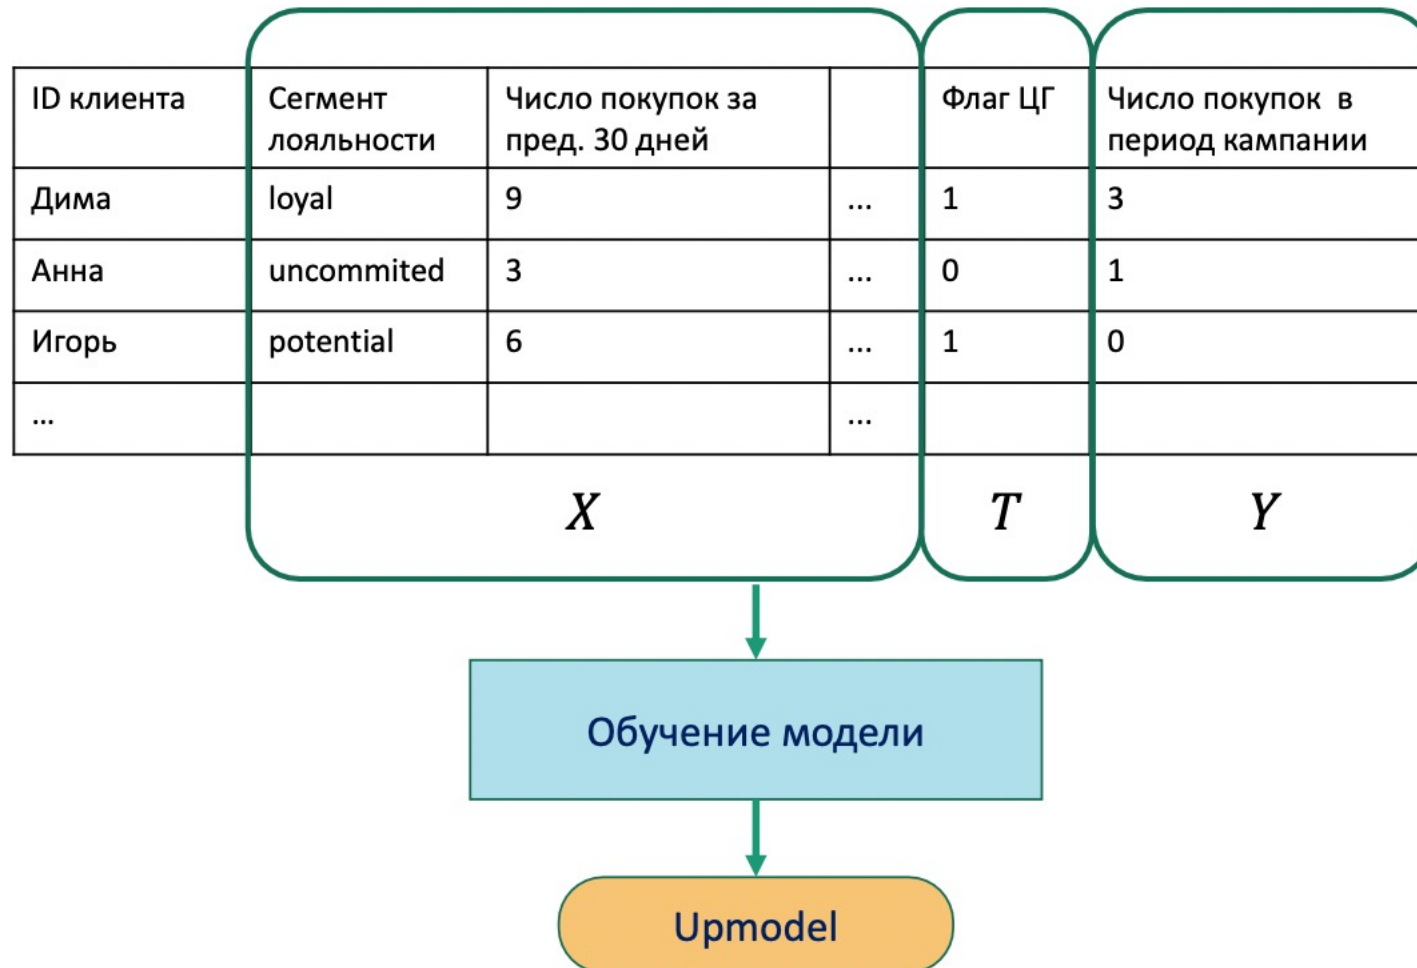 ID клиента Сегмент лояльности Число покупок за пред. 30 дней Флаг ЦГ Число покупок в период кампании
Дима loyal 9 ... 1 3
Анна uncommited 3 ... 0 1
Игорь potential 6 ... 1 0
... ...
X T Y
Обучение модели
Upmodel